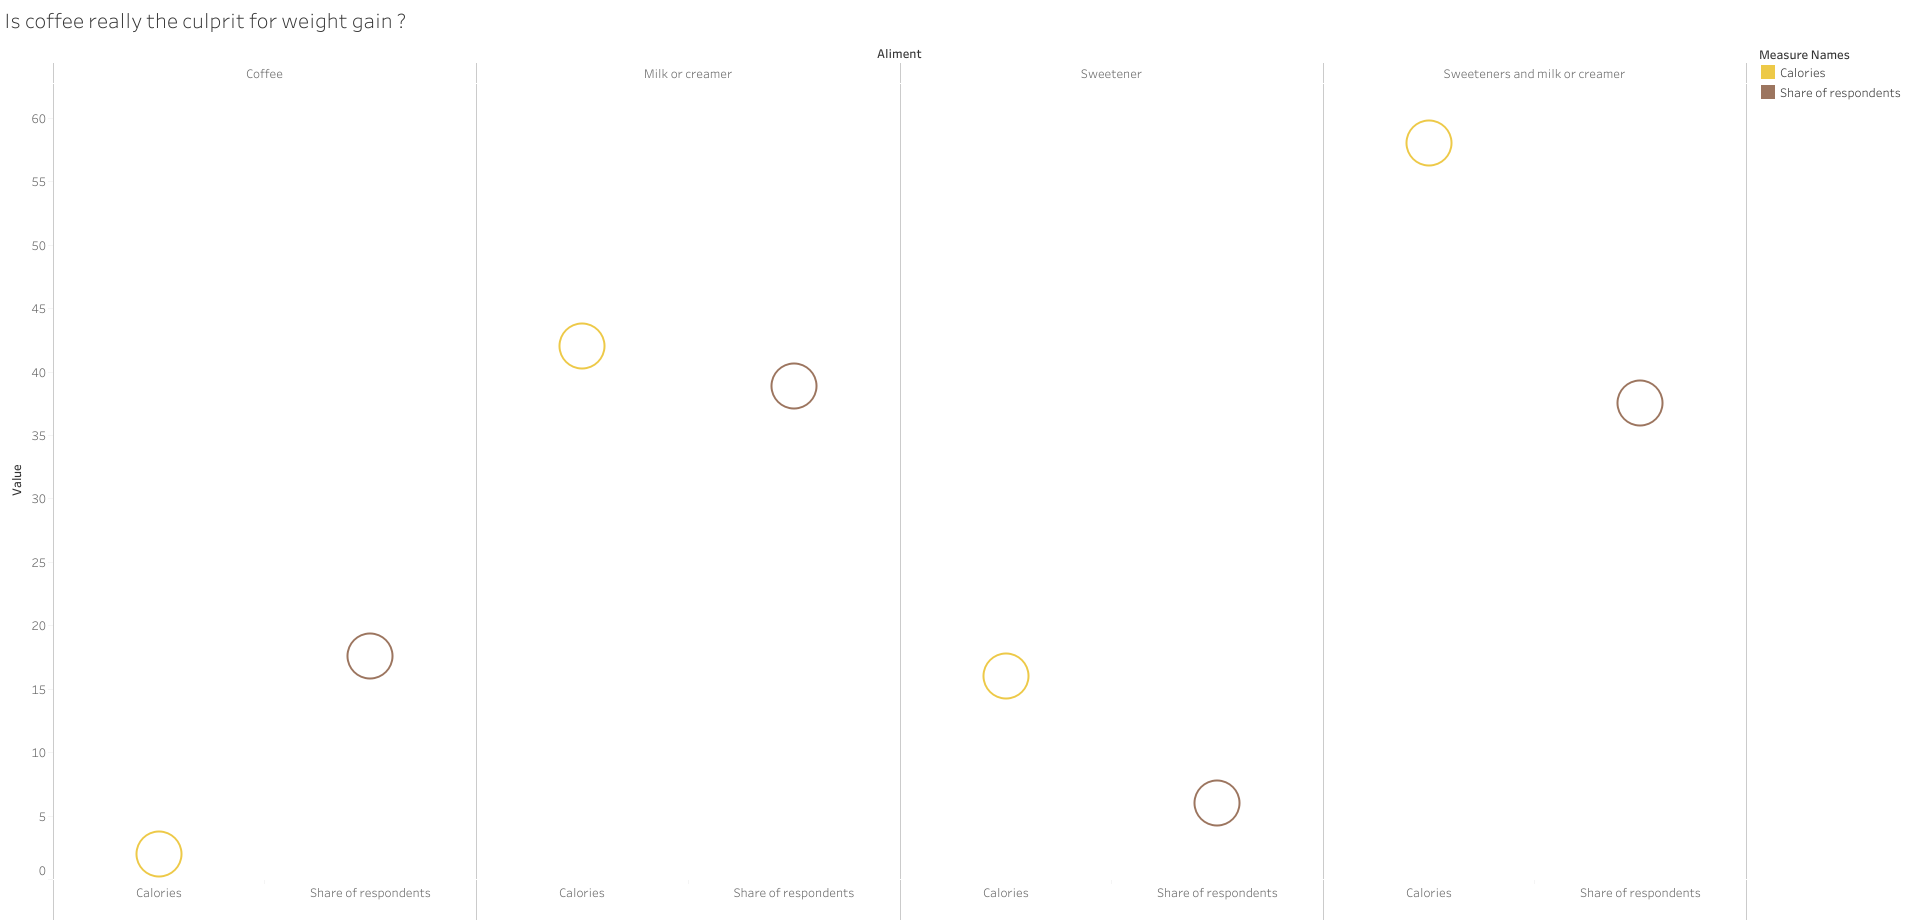 Is coffee really the culprit for weight gain ?
Aliment
Coffee Milk or creamer Sweetener Sweeteners and milk or creamer
Measure Names
Calories
Share of respondents
60
55
50
45
40
35
30
25
20
15
10
5
0
Value
Calories Share of respondents Calories Share of respondents Calories Share of respondents Calories Share of respondents